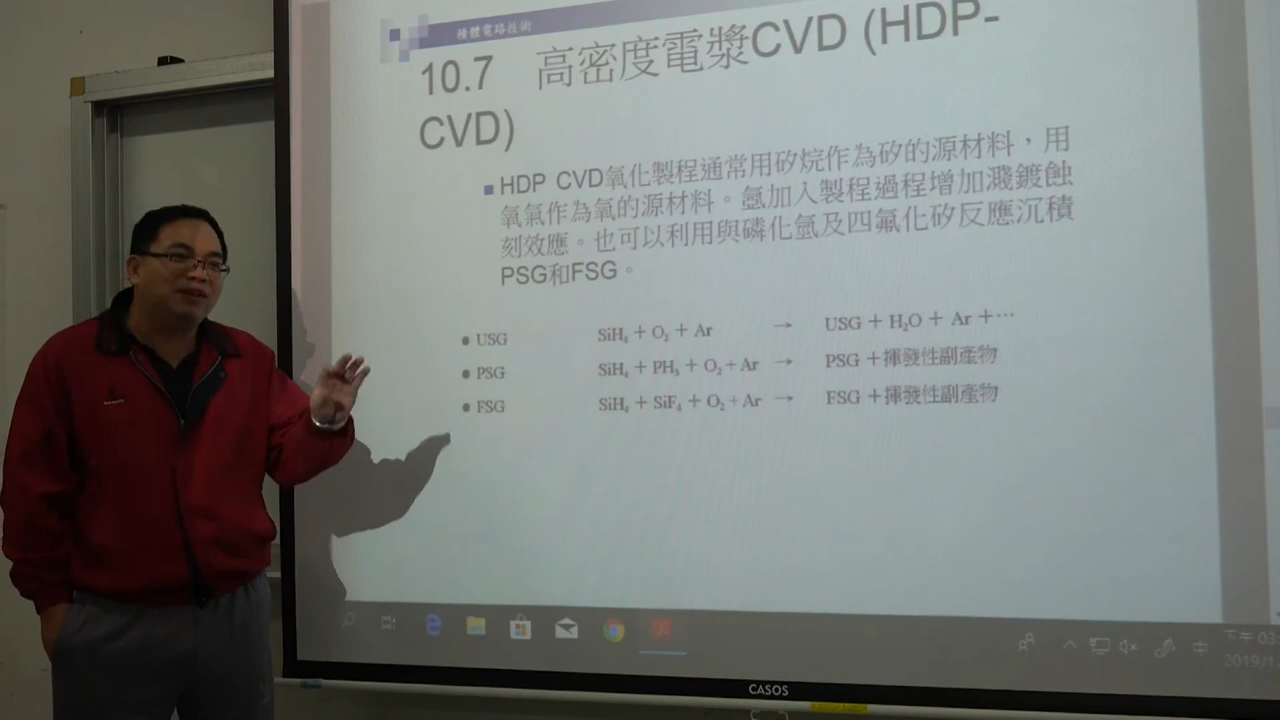 積體電路技術
10.7 高密度電漿CVD (HDP-
CVD)
HDP CVD氧化製程通常用矽烷作為矽的源材料，用
氧氣作為氧的源材料。氬加入製程過程增加濺鍍蝕
刻效應。也可以利用與磷化氫及四氟化矽反應沉積
PSG和FSG。
● USG SiH₄ + O₂ + Ar → USG + H₂O + Ar +⋯
● PSG SiH₄ + PH₃ + O₂ + Ar → PSG +揮發性副產物
● FSG SiH₄ + SiF₄ + O₂ + Ar → FSG +揮發性副產物
中
下午 03
2019/1
CASOS